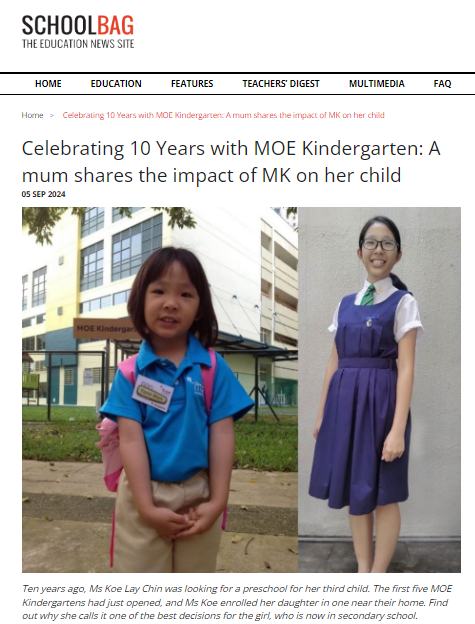 SCHOOLBAG
THE EDUCATION NEWS SITE
HOME EDUCATION FEATURES TEACHERS' DIGEST MULTIMEDIA FAQ
Home > Celebrating 10 Years with MOE Kindergarten: A mum shares the impact of MK on her child
Celebrating 10 Years with MOE Kindergarten: A
mum shares the impact of MK on her child
05 SEP 2024
MOE Kindergarten
Ten years ago, Ms Koe Lay Chin was looking for a preschool for her third child. The first five MOE
Kindergartens had just opened, and Ms Koe enrolled her daughter in one near their home. Find
out why she calls it one of the best decisions for the girl, who is now in secondary school.